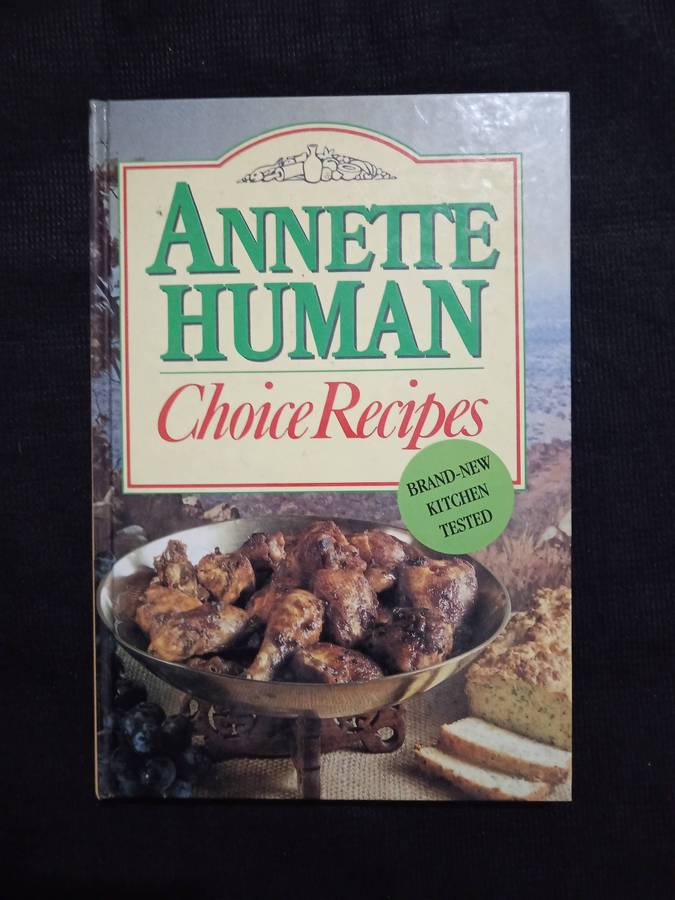 ANNETTE
HUMAN
Choice Recipes
BRAND-NEW
KITCHEN
TESTED